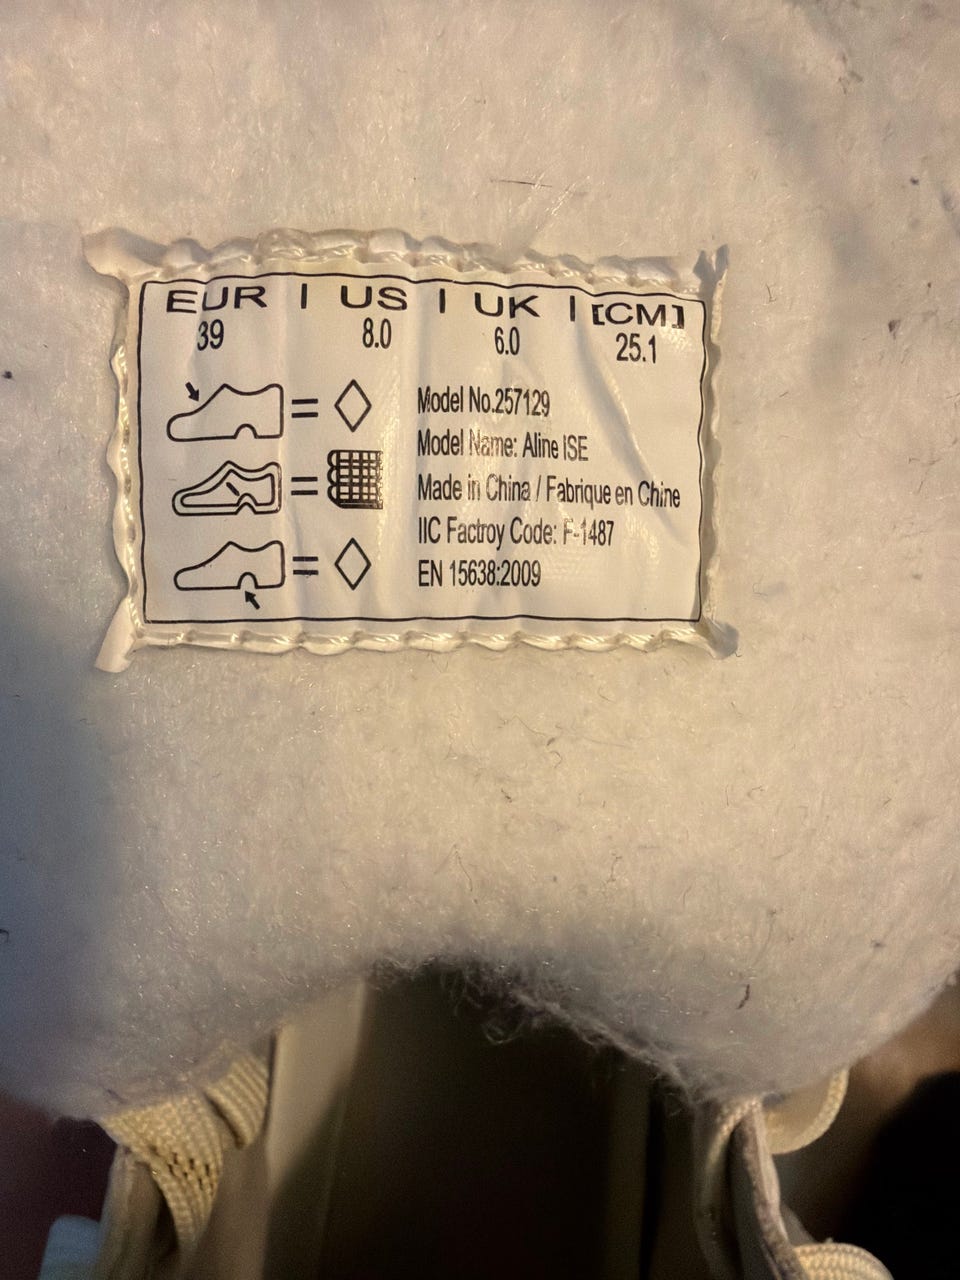 EUR | US | UK | [CM]
39 8.0 6.0 25.1
Model No.257129
Model Name: Aline ISE
Made in China / Fabrique en Chine
IIC Factroy Code: F-1487
EN 15638:2009